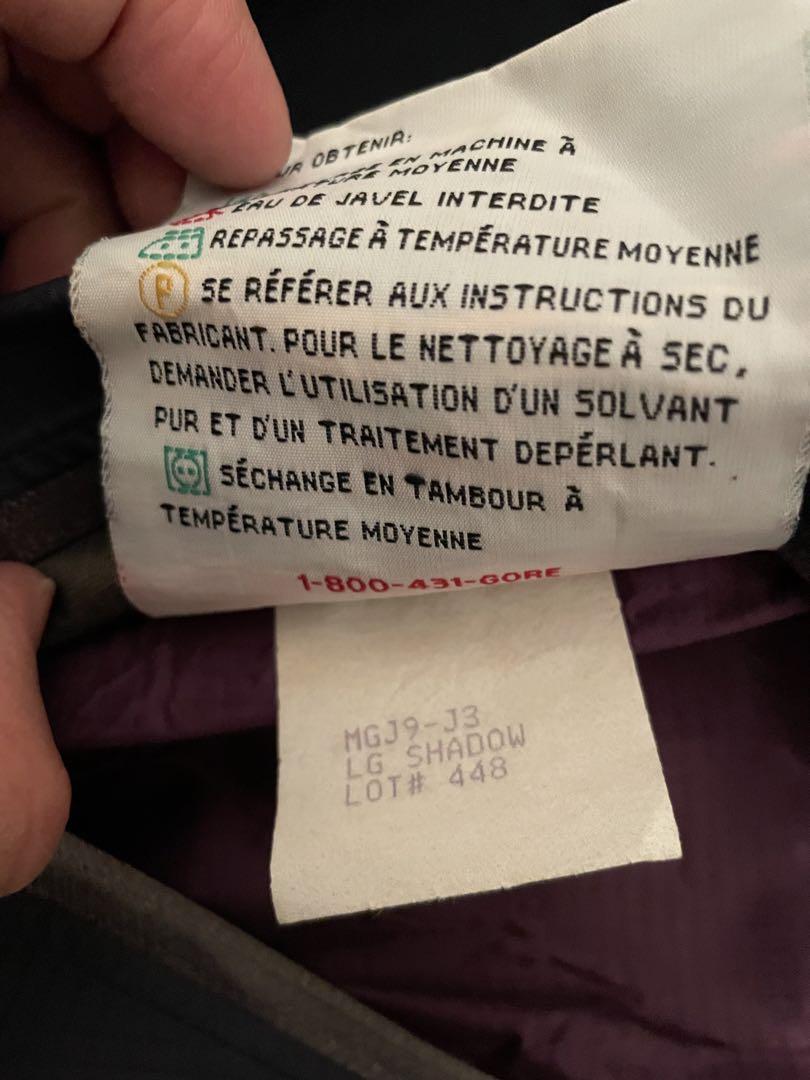 OBTENIR:
EN MACHINE À
MOYENNE
EAU DE JAVEL INTERDITE
REPASSAGE À TEMPÉRATURE MOYENNE
P SE RÉFÉRER AUX INSTRUCTIONS DU
FABRICANT. POUR LE NETTOYAGE À SEC,
DEMANDER L'UTILISATION D'UN SOLVANT
PUR ET D'UN TRAITEMENT DEPÉRLANT.
SÉCHANGE EN TAMBOUR À
TEMPÉRATURE MOYENNE
1-800-431-GORE
MGJ9-J3
LG SHADOW
LOT# 448